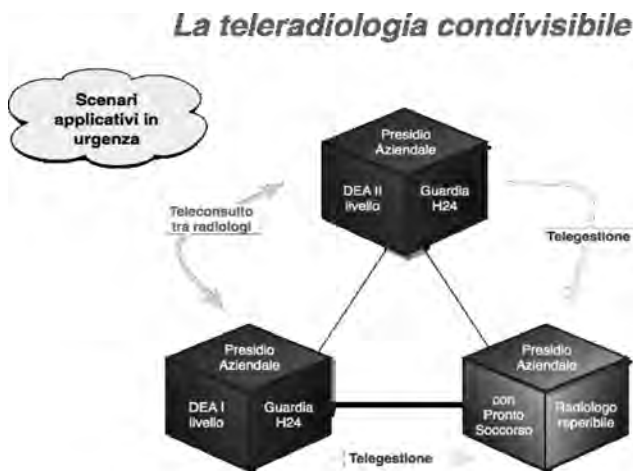 La teleradiologia condivisibile
Scenari
applicativi in
urgenza
Presidio
Aziendale
DEA II
livello
Guardia
H24
Teleconsulto
tra radiologi
Telegestione
Presidio
Aziendale
DEA I
livello
Guardia
H24
Presidio
Aziendale
con
Pronto
Soccorso
Radiologo
reperibile
Telegestione